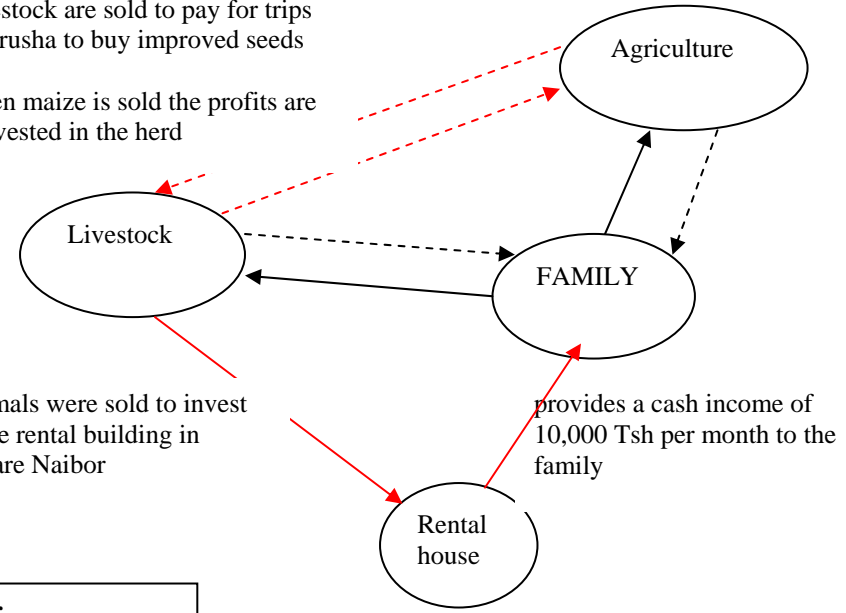 stock are sold to pay for trips
rusha to buy improved seeds
en maize is sold the profits are
vested in the herd
Agriculture
Livestock
FAMILY
mals were sold to invest
e rental building in
are Naibor
provides a cash income of
10,000 Tsh per month to the
family
Rental
house